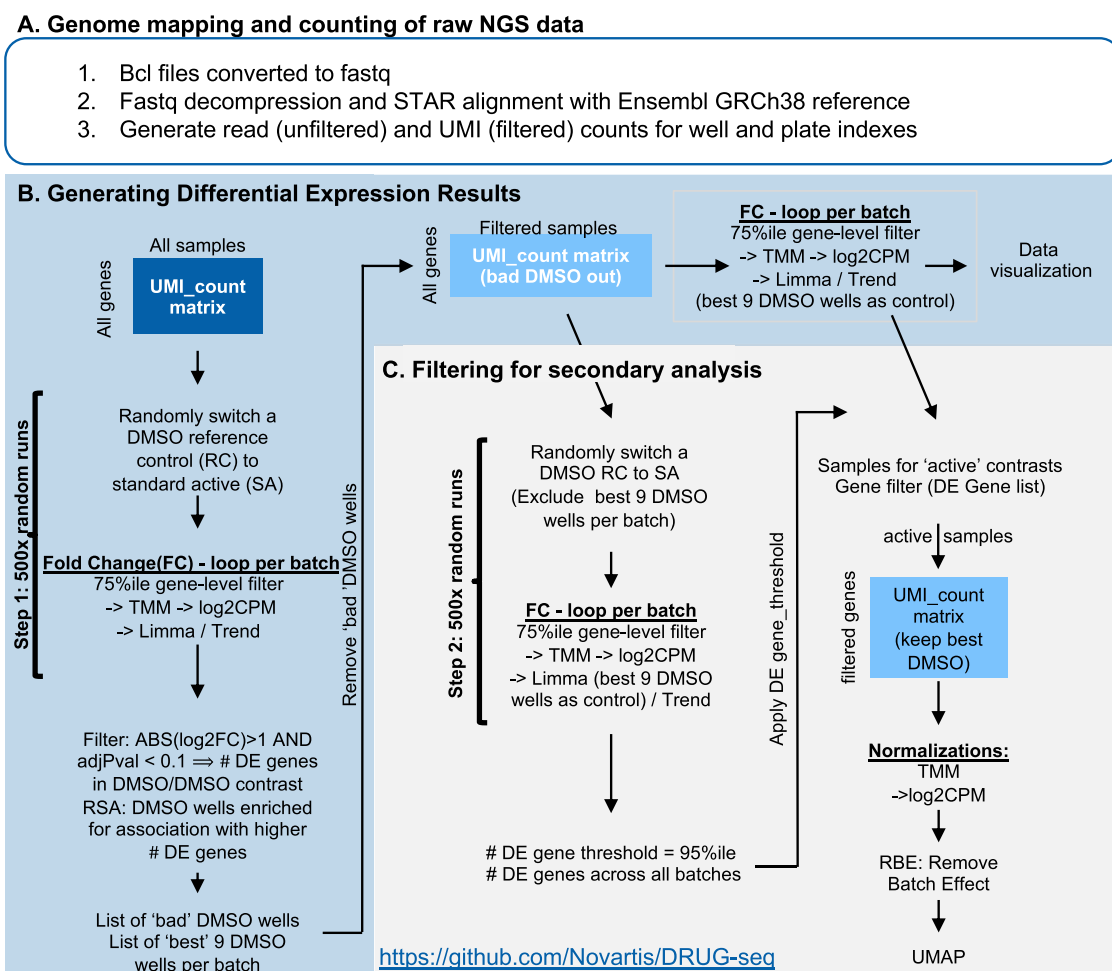 A. Genome mapping and counting of raw NGS data
1. Bcl files converted to fastq
2. Fastq decompression and STAR alignment with Ensembl GRCh38 reference
3. Generate read (unfiltered) and UMI (filtered) counts for well and plate indexes
B. Generating Differential Expression Results
All samples
All genes
UMI_count
matrix
Step 1: 500x random runs
Randomly switch a
DMSO reference
control (RC) to
standard active (SA)
Fold Change(FC) - loop per batch
75%ile gene-level filter
-> TMM -> log2CPM
-> Limma / Trend
Filter: ABS(log2FC)>1 AND
adjPval < 0.1 ⟹ # DE genes
in DMSO/DMSO contrast
RSA: DMSO wells enriched
for association with higher
# DE genes
List of ‘bad’ DMSO wells
List of ‘best’ 9 DMSO
wells per batch
Remove ‘bad ’DMSO wells
Filtered samples
All genes
UMI_count matrix
(bad DMSO out)
FC - loop per batch
75%ile gene-level filter
-> TMM -> log2CPM
-> Limma / Trend
(best 9 DMSO wells as control)
Data
visualization
C. Filtering for secondary analysis
Step 2: 500x random runs
Randomly switch a
DMSO RC to SA
(Exclude best 9 DMSO
wells per batch)
FC - loop per batch
75%ile gene-level filter
-> TMM -> log2CPM
-> Limma (best 9 DMSO
wells as control) / Trend
# DE gene threshold = 95%ile
# DE genes across all batches
Apply DE gene_threshold
Samples for ‘active’ contrasts
Gene filter (DE Gene list)
active samples
filtered genes
UMI_count
matrix
(keep best
DMSO)
Normalizations:
TMM
->log2CPM
RBE: Remove
Batch Effect
UMAP
https://github.com/Novartis/DRUG-seq